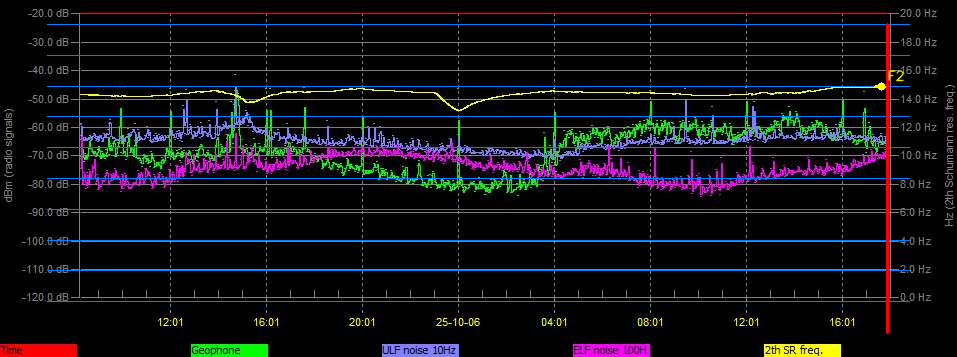 -20.0 dB 20.0 Hz
-30.0 dB 18.0 Hz
-40.0 dB 16.0 Hz
F2
-50.0 dB 14.0 Hz
-60.0 dB 12.0 Hz
-70.0 dB 10.0 Hz
-80.0 dB 8.0 Hz
-90.0 dB 6.0 Hz
-100.0 dB 4.0 Hz
-110.0 dB 2.0 Hz
-120.0 dB 0.0 Hz
dBm (radio signals)
Hz (2th Schumann res. freq.)
12:01 16:01 20:01 25-10-06 04:01 08:01 12:01 16:01
Time Geophone ULF noise 10Hz ELF noise 100H 2th SR freq.